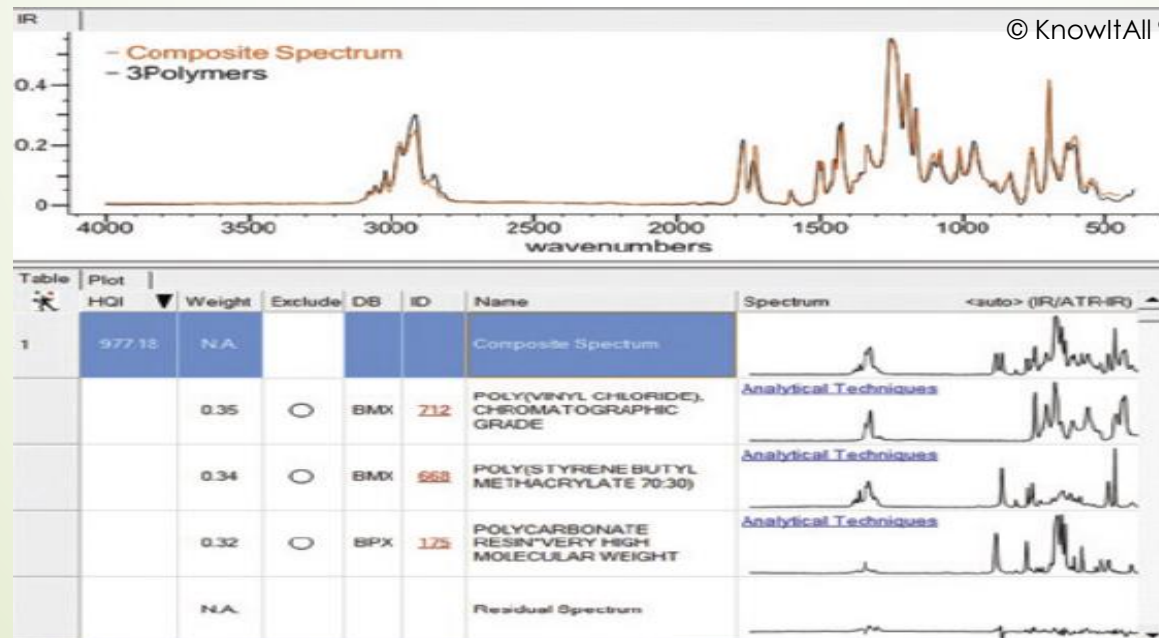 IR
© KnowItAll
- Composite Spectrum
- 3Polymers
0.4
0.2
0
4000 3500 3000 2500 2000 1500 1000 500
wavenumbers
Table Plot
HQI Weight Exclude DB ID Name Spectrum <auto> (IR/ATR-IR)
1 977.18 N.A. Composite Spectrum
Analytical Techniques
0.35 BMX 712 POLY(VINYL CHLORIDE),
CHROMATOGRAPHIC
GRADE
Analytical Techniques
0.34 BMX 668 POLY(STYRENE BUTYL
METHACRYLATE 70:30)
Analytical Techniques
0.32 BPX 175 POLYCARBONATE
RESIN*VERY HIGH
MOLECULAR WEIGHT
N.A. Residual Spectrum